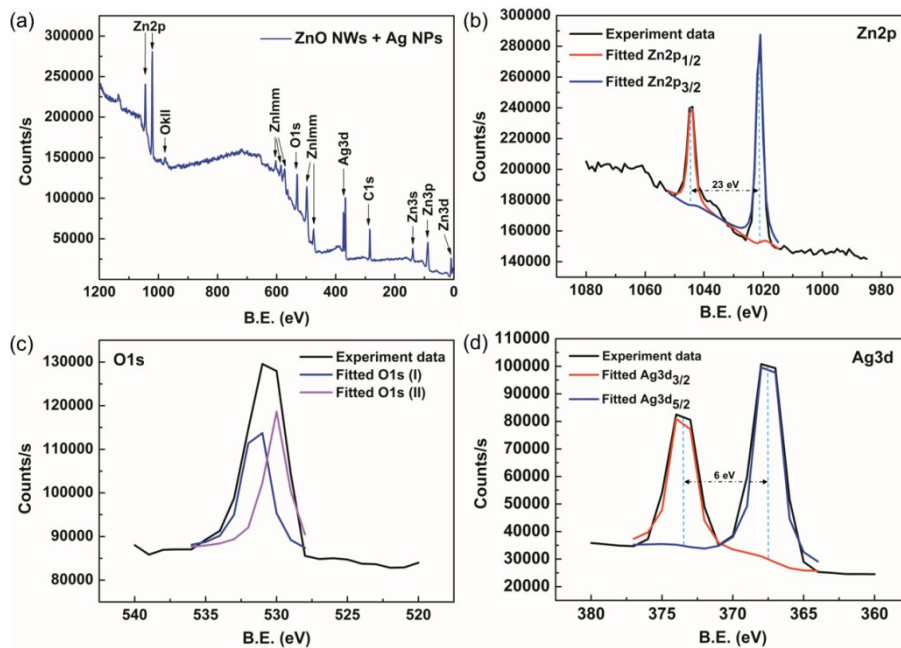 (a)
Zn2p
ZnO NWs + Ag NPs
OkII
Znlmm
O1s
Znlmm
Ag3d
C1s
Zn3s
Zn3p
Zn3d
Counts/s
300000
250000
200000
150000
100000
50000
1200 1000 800 600 400 200 0
B.E. (eV)
(b)
Experiment data
Fitted Zn2p1/2
Fitted Zn2p3/2
Zn2p
23 eV
Counts/s
300000
280000
260000
240000
220000
200000
180000
160000
140000
1080 1060 1040 1020 1000 980
B.E. (eV)
(c)
O1s
Experiment data
Fitted O1s (I)
Fitted O1s (II)
Counts/s
130000
120000
110000
100000
90000
80000
540 535 530 525 520
B.E. (eV)
(d)
Experiment data
Fitted Ag3d3/2
Fitted Ag3d5/2
Ag3d
6 eV
Counts/s
100000
90000
80000
70000
60000
50000
40000
30000
20000
380 375 370 365 360
B.E. (eV)